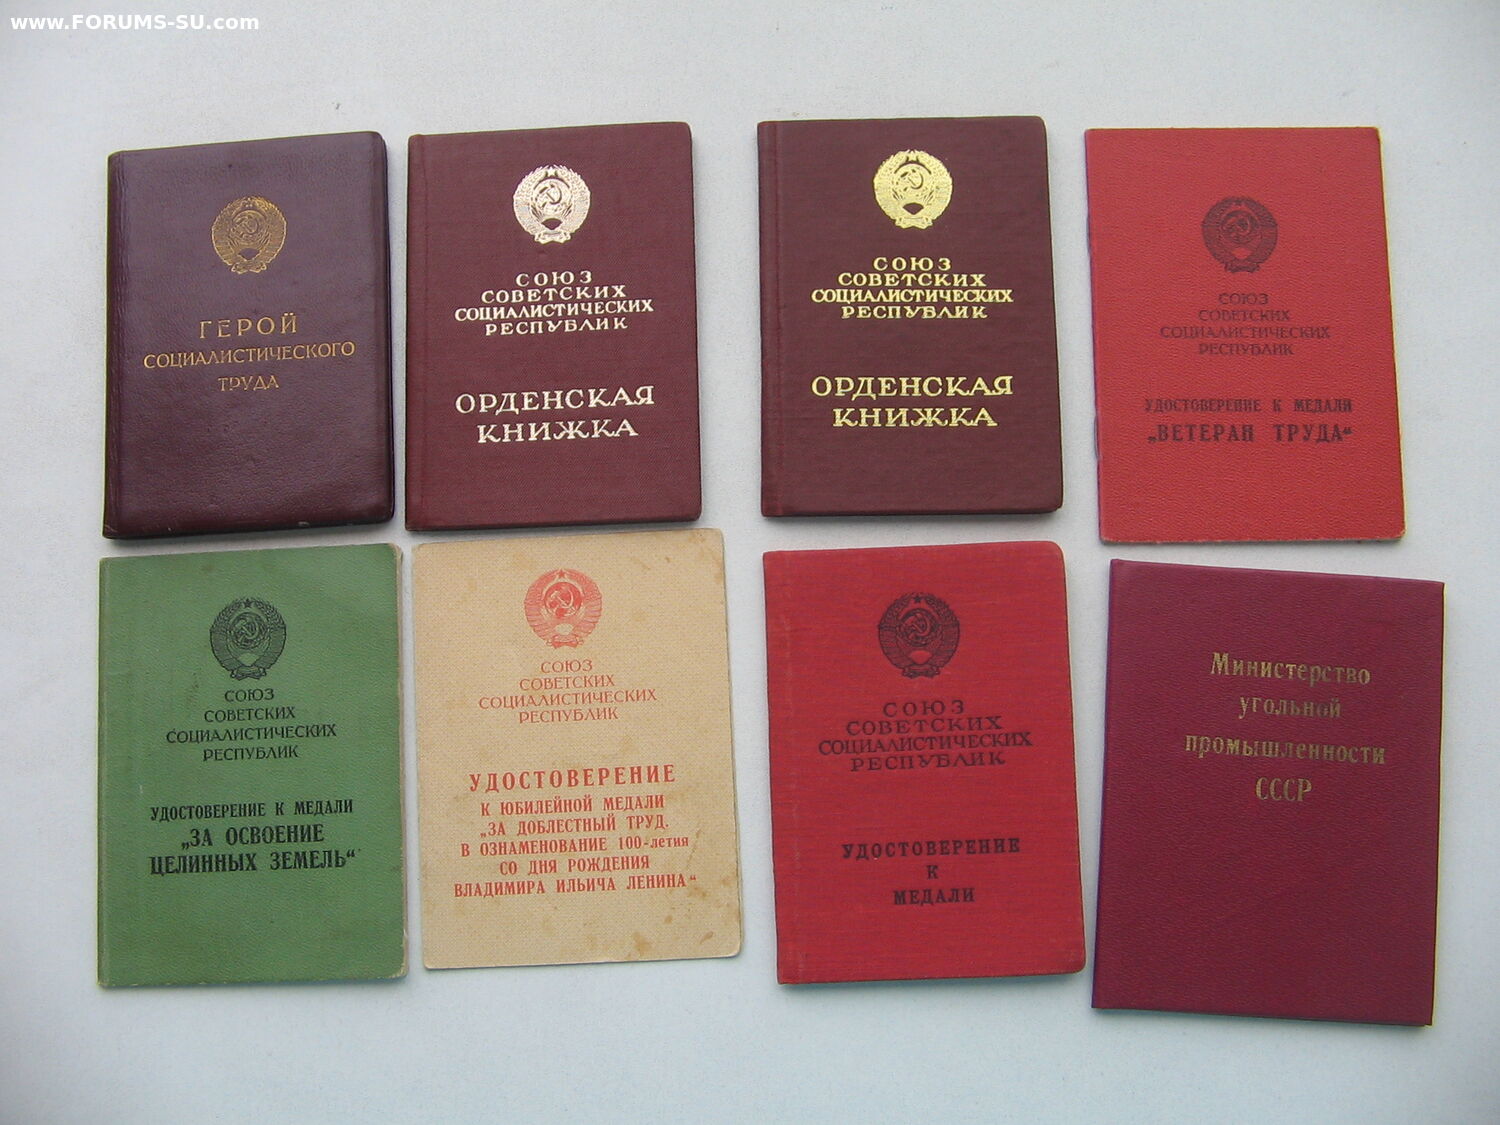 www.FORUMS-SU.com
ГЕРОЙ
СОЦИАЛИСТИЧЕСКОГО
ТРУДА
СОЮЗ
СОВЕТСКИХ
СОЦИАЛИСТИЧЕСКИХ
РЕСПУБЛИК
ОРДЕНСКАЯ
КНИЖКА
СОЮЗ
СОВЕТСКИХ
СОЦИАЛИСТИЧЕСКИХ
РЕСПУБЛИК
ОРДЕНСКАЯ
КНИЖКА
СОЮЗ
СОВЕТСКИХ
СОЦИАЛИСТИЧЕСКИХ
РЕСПУБЛИК
УДОСТОВЕРЕНИЕ К МЕДАЛИ
„ВЕТЕРАН ТРУДА“
СОЮЗ
СОВЕТСКИХ
СОЦИАЛИСТИЧЕСКИХ
РЕСПУБЛИК
УДОСТОВЕРЕНИЕ К МЕДАЛИ
„ЗА ОСВОЕНИЕ
ЦЕЛИННЫХ ЗЕМЕЛЬ“
СОЮЗ
СОВЕТСКИХ
СОЦИАЛИСТИЧЕСКИХ
РЕСПУБЛИК
УДОСТОВЕРЕНИЕ
К ЮБИЛЕЙНОЙ МЕДАЛИ
„ЗА ДОБЛЕСТНЫЙ ТРУД.
В ОЗНАМЕНОВАНИЕ 100-летия
СО ДНЯ РОЖДЕНИЯ
ВЛАДИМИРА ИЛЬИЧА ЛЕНИНА“
СОЮЗ
СОВЕТСКИХ
СОЦИАЛИСТИЧЕСКИХ
РЕСПУБЛИК
УДОСТОВЕРЕНИЕ
К
МЕДАЛИ
Министерство
угольной
промышленности
СССР